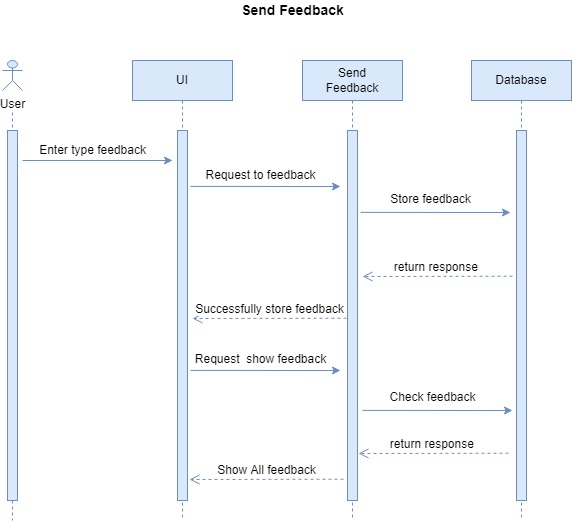 Send Feedback
User
UI
Send
Feedback
Database
Enter type feedback
Request to feedback
Store feedback
return response
Successfully store feedback
Request  show feedback
Check feedback
return response
Show All feedback